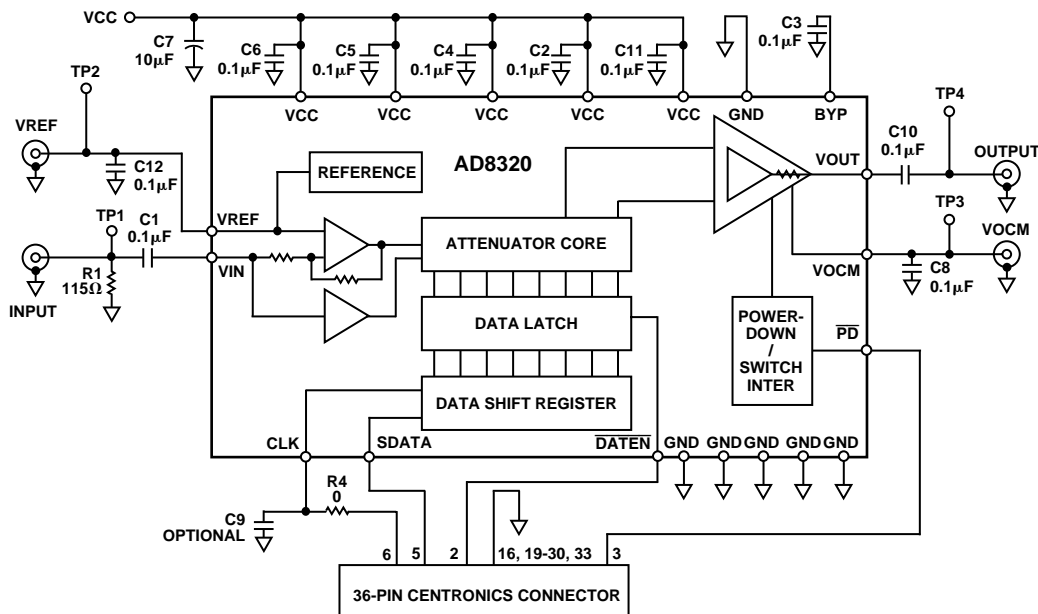 VCC
C7
10µF
C6
0.1µF
C5
0.1µF
C4
0.1µF
C2
0.1µF
C11
0.1µF
C3
0.1µF
TP2
VREF
C12
0.1µF
VCC
VCC
VCC
VCC
VCC
GND
BYP
TP4
C10
0.1µF
OUTPUT
AD8320
REFERENCE
VOUT
TP1
C1
0.1µF
VREF
VIN
R1
115Ω
INPUT
ATTENUATOR CORE
TP3
VOCM
VOCM
C8
0.1µF
DATA LATCH
POWER-
DOWN
/
SWITCH
INTER
PD
DATA SHIFT REGISTER
CLK
SDATA
DATEN
GND
GND
GND
GND
GND
R4
0
C9
OPTIONAL
6
5
2
16, 19-30, 33
3
36-PIN CENTRONICS CONNECTOR